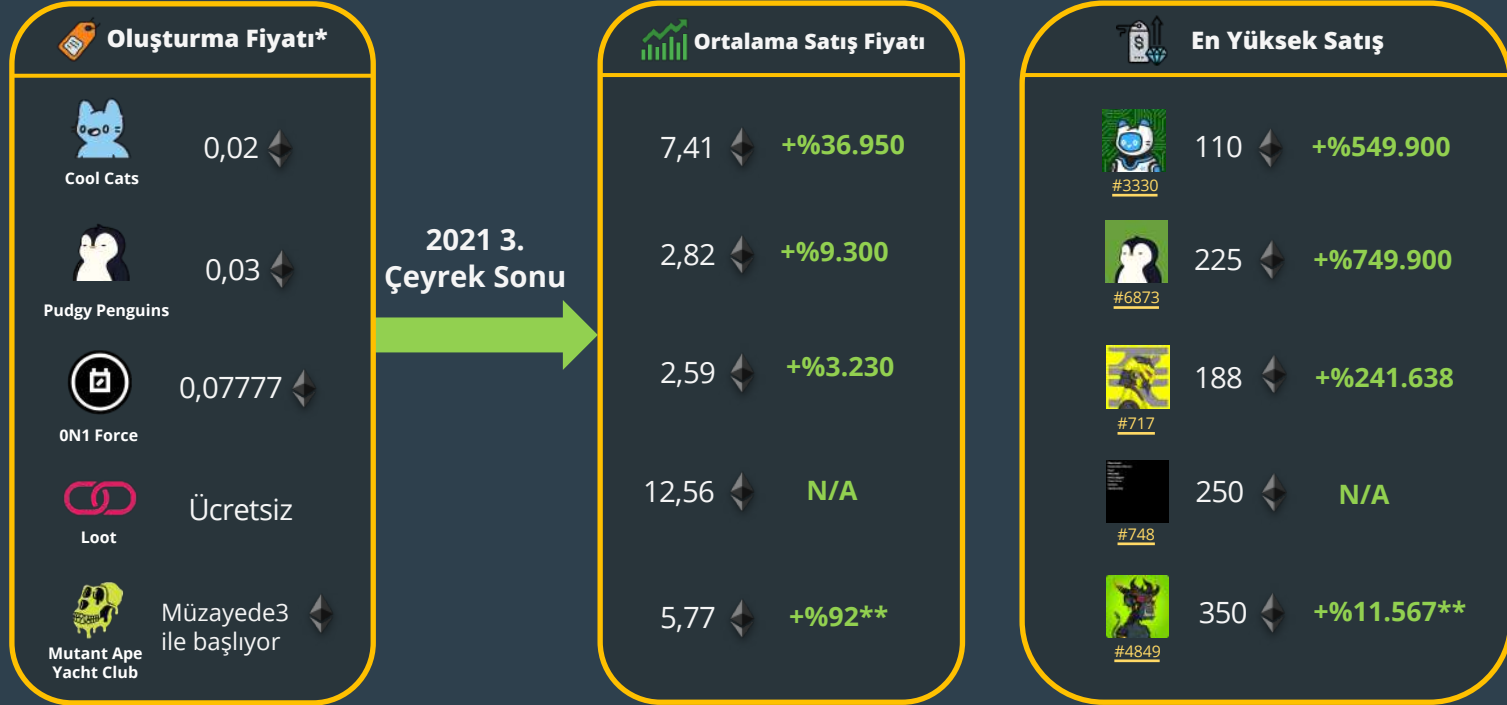 Oluşturma Fiyatı*
Cool Cats
0,02
Pudgy Penguins
0,03
0N1 Force
0,07777
Loot
Ücretsiz
Mutant Ape
Yacht Club
Müzayede3
ile başlıyor
2021 3.
Çeyrek Sonu
Ortalama Satış Fiyatı
7,41 +%36.950
2,82 +%9.300
2,59 +%3.230
12,56 N/A
5,77 +%92**
En Yüksek Satış
#3330
110 +%549.900
#6873
225 +%749.900
#717
188 +%241.638
#748
250 N/A
#4849
350 +%11.567**